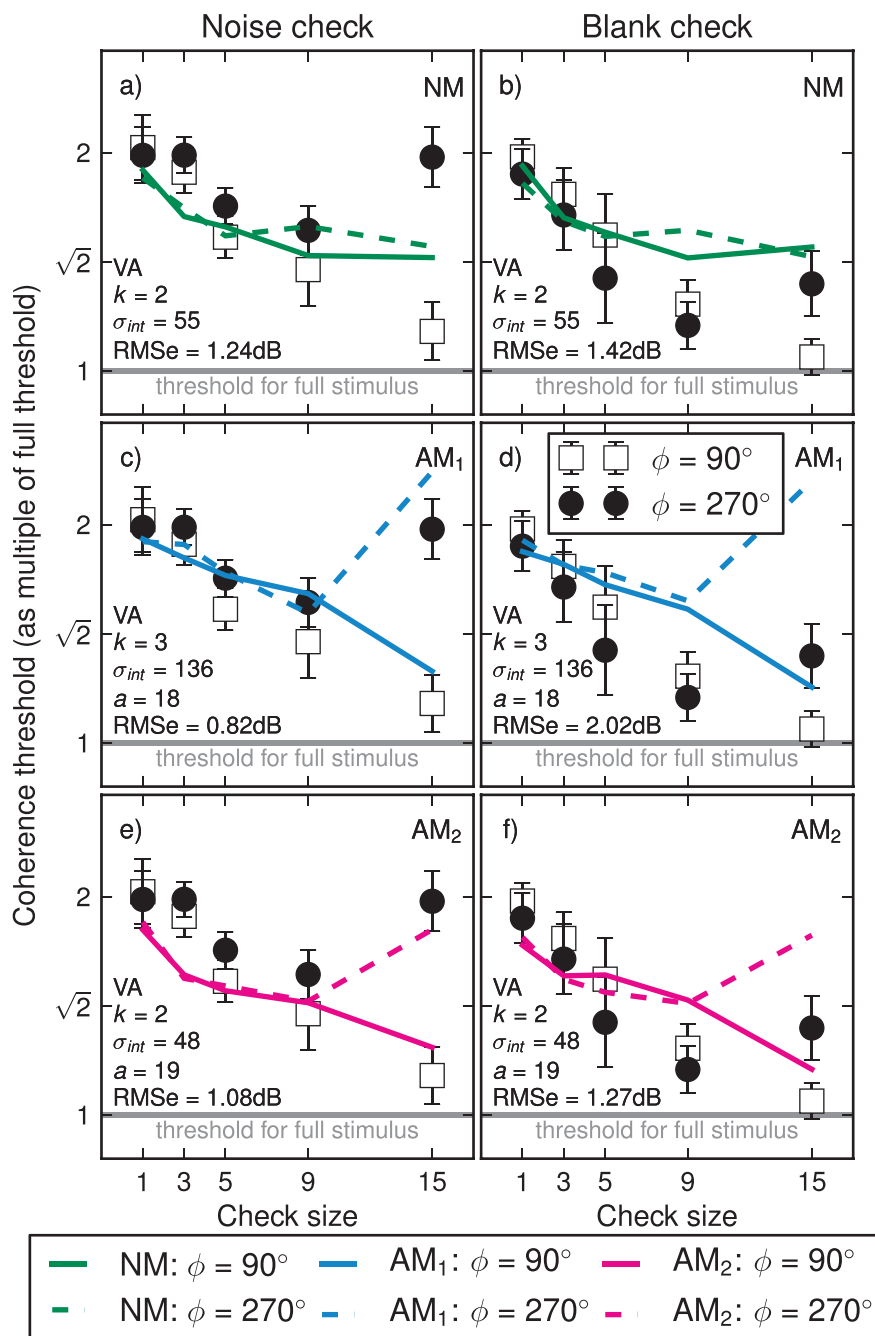 Noise check
Blank check
Coherence threshold (as multiple of full threshold)
a)
NM
2
√2
1
VA
k = 2
σint = 55
RMSe = 1.24dB
threshold for full stimulus
b)
NM
VA
k = 2
σint = 55
RMSe = 1.42dB
threshold for full stimulus
c)
AM1
2
√2
1
VA
k = 3
σint = 136
a = 18
RMSe = 0.82dB
threshold for full stimulus
d)
AM1
ϕ = 90°
ϕ = 270°
VA
k = 3
σint = 136
a = 18
RMSe = 2.02dB
threshold for full stimulus
e)
AM2
2
√2
1
VA
k = 2
σint = 48
a = 19
RMSe = 1.08dB
threshold for full stimulus
f)
AM2
VA
k = 2
σint = 48
a = 19
RMSe = 1.27dB
threshold for full stimulus
1 3 5 9 15
1 3 5 9 15
Check size
Check size
NM: ϕ = 90° AM1: ϕ = 90° AM2: ϕ = 90°
NM: ϕ = 270° AM1: ϕ = 270° AM2: ϕ = 270°